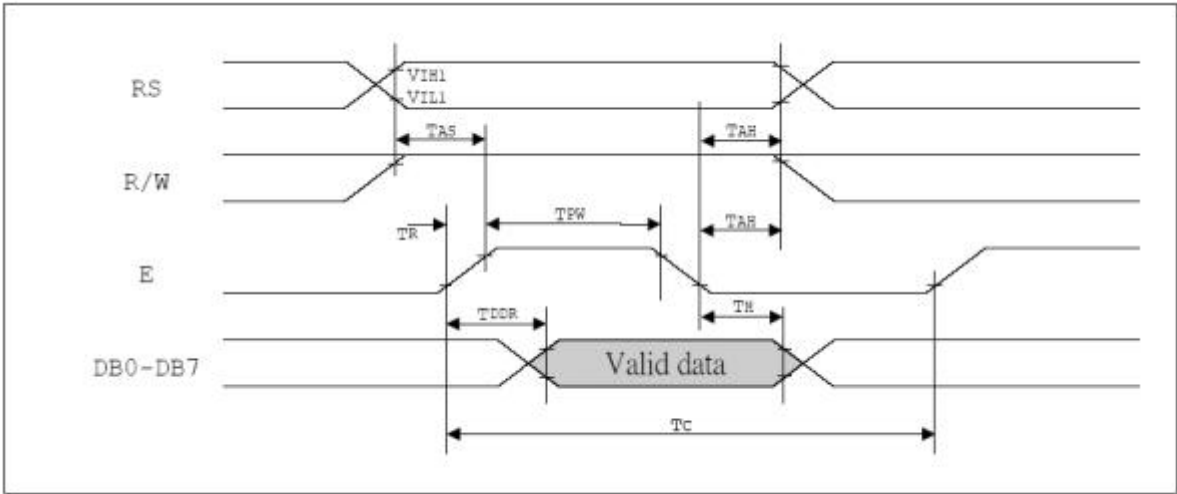 RS
VIH1
VIL1
TAS
TAH
R/W
TPW
TR
TAH
E
TH
TDDR
DB0~DB7
Valid data
TC